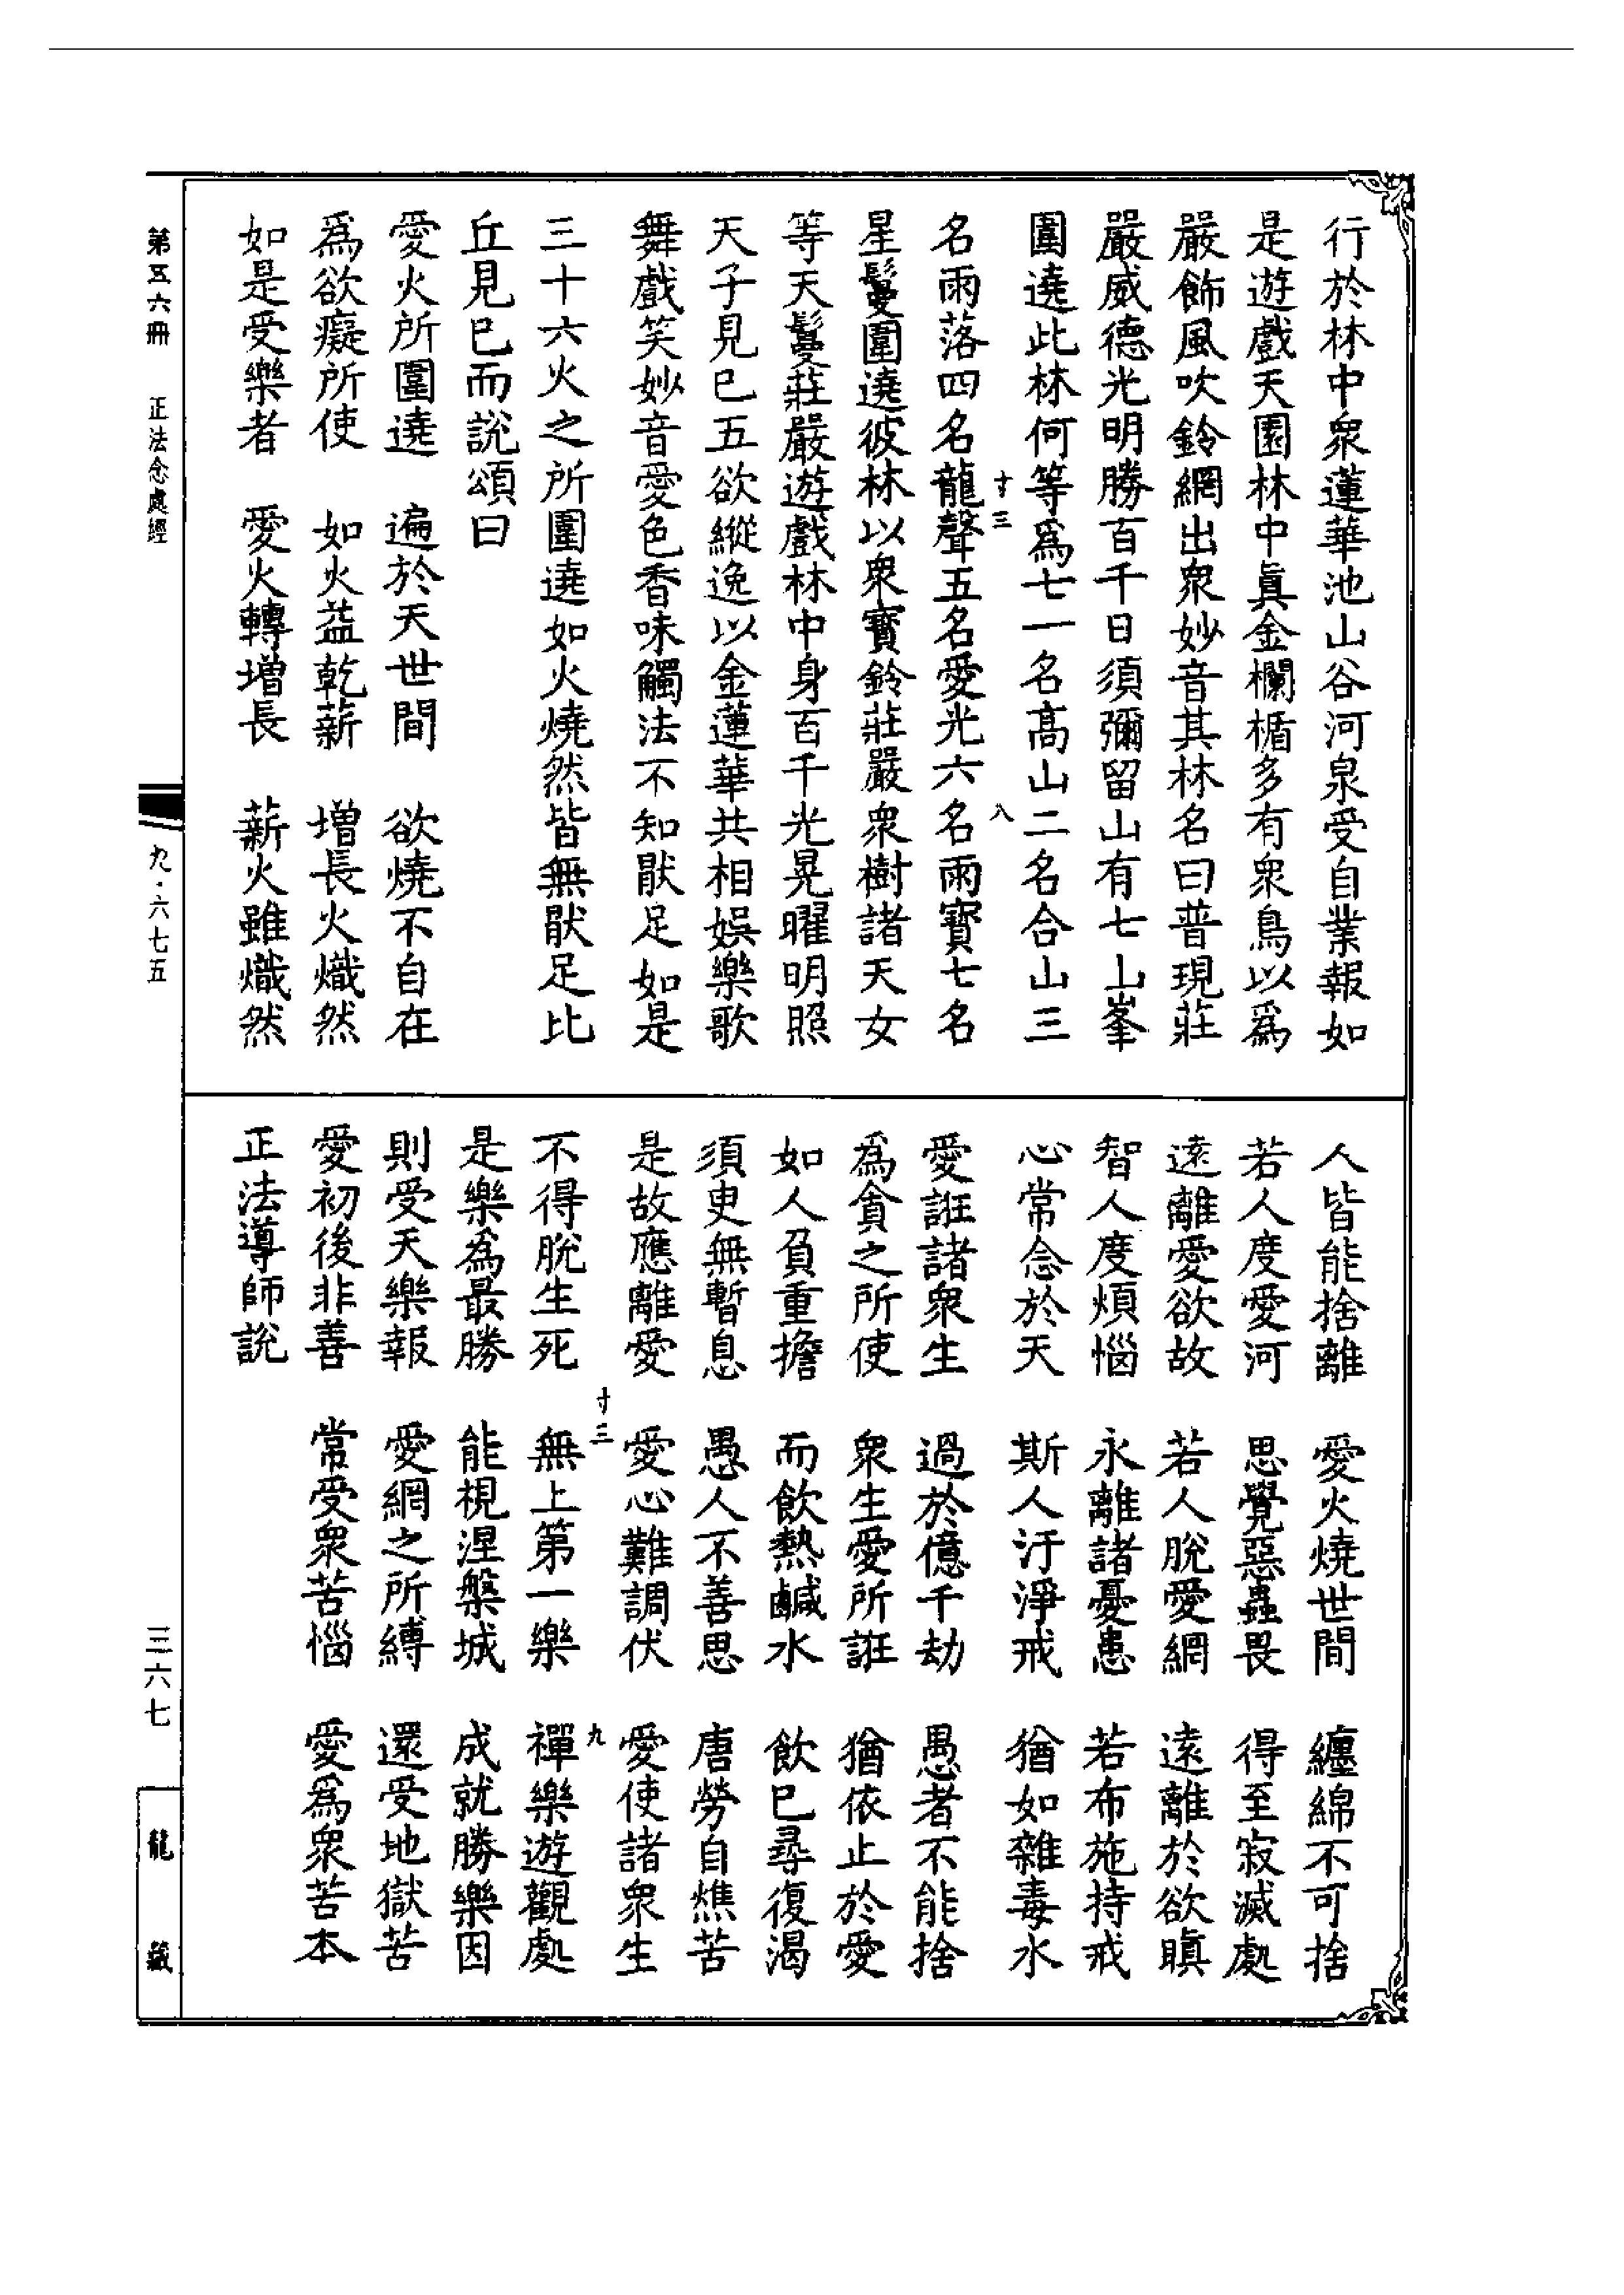 行於林中衆蓮華池山谷河泉受自業報如
是遊戲天園林中眞金欄楯多有衆鳥以爲
嚴飾風吹鈴網出衆妙音其林名曰普現莊
嚴威德光明勝百千日須彌留山有七山峯
圍遶此林何等爲七一名高山二名合山三
寸三
八
名雨落四名龍聲五名愛光六名雨寶七名
星鬘圍遶彼林以衆寶鈴莊嚴衆樹諸天女
等天鬘莊嚴遊戲林中身百千光晃曜明照
天子見已五欲縱逸以金蓮華共相娛樂歌
舞戲笑妙音愛色香味觸法不知猒足如是
三十六火之所圍遶如火燒然皆無猒足比
丘見已而說頌曰
愛火所圍遶　遍於天世間　欲燒不自在
爲欲癡所使　如火益乾薪　增長火熾然
如是受樂者　愛火轉增長　薪火雖熾然
人皆能捨離　愛火燒世間　纏綿不可捨
若人度愛河　思覺惡蟲畏　得至寂滅處
遠離愛欲故　若人脫愛網　遠離於欲瞋
智人度煩惱　永離諸憂患　若布施持戒
心常念於天　斯人汙淨戒　猶如雜毒水
愛誑諸衆生　過於億千劫　愚者不能捨
爲貪之所使　衆生愛所誑　猶依止於愛
如人負重擔　而飲熱鹹水　飲已尋復渴
須吏無暫息　愚人不善思　唐勞自燋苦
是故應離愛　愛心難調伏　愛使諸衆生
寸三
九
不得脫生死　無上第一樂　禪樂遊觀處
是樂爲最勝　能視涅槃城　成就勝樂因
則受天樂報　愛網之所縛　還受地獄苦
愛初後非善　常受衆苦惱　愛爲衆苦本
正法導師說
第五六冊　正法念處經
九·六七五
三六七
龍藏